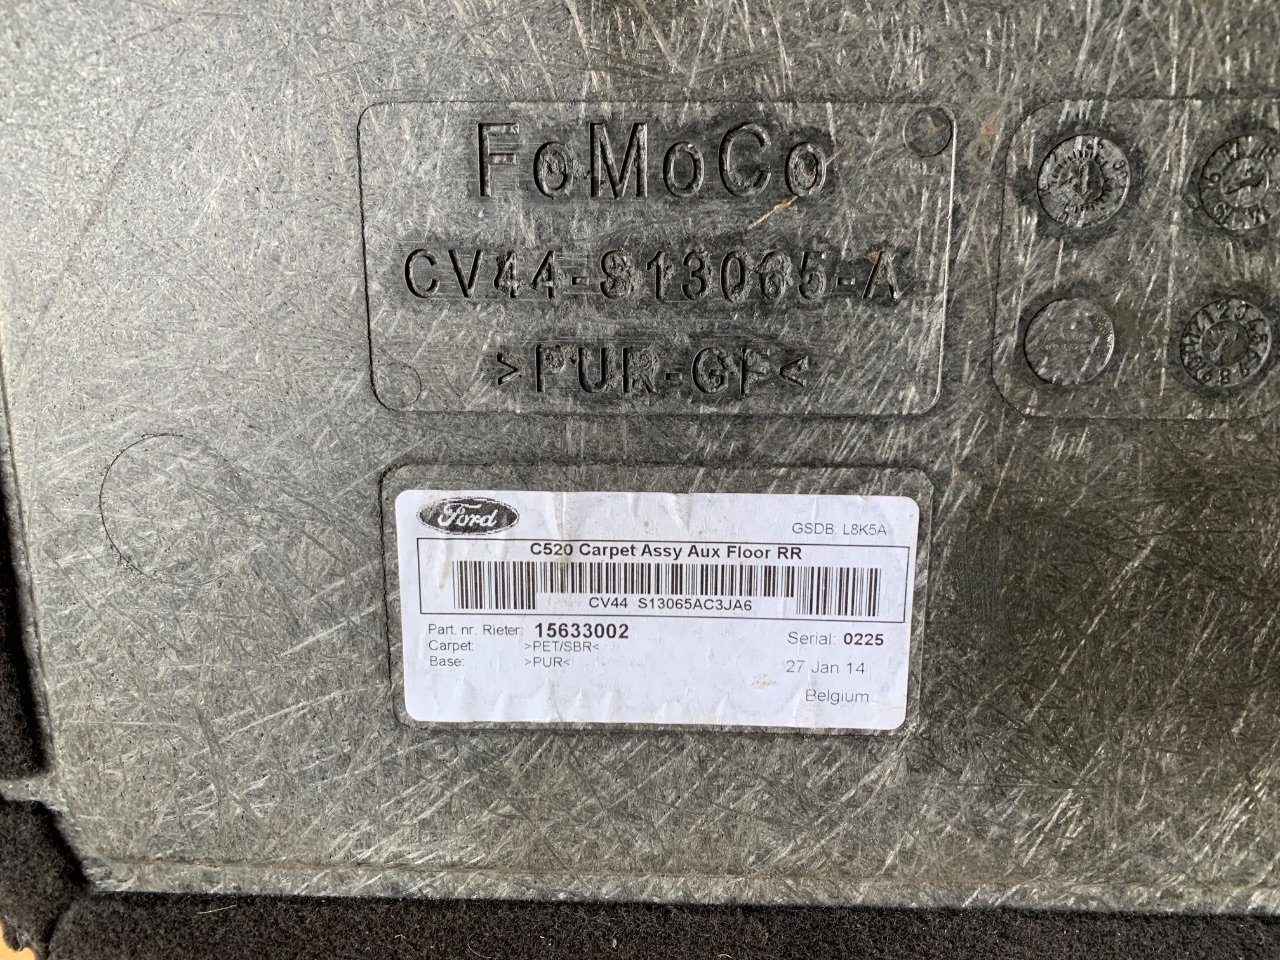 FoMoCo
CV44-S13065-A
>PUR-GF<
Ford
GSDB: L8K5A
C520 Carpet Assy Aux Floor RR
CV44 S13065AC3JA6
Part. nr. Rieter: 15633002
Serial: 0225
Carpet: >PET/SBR<
Base: >PUR<
27 Jan 14
Belgium